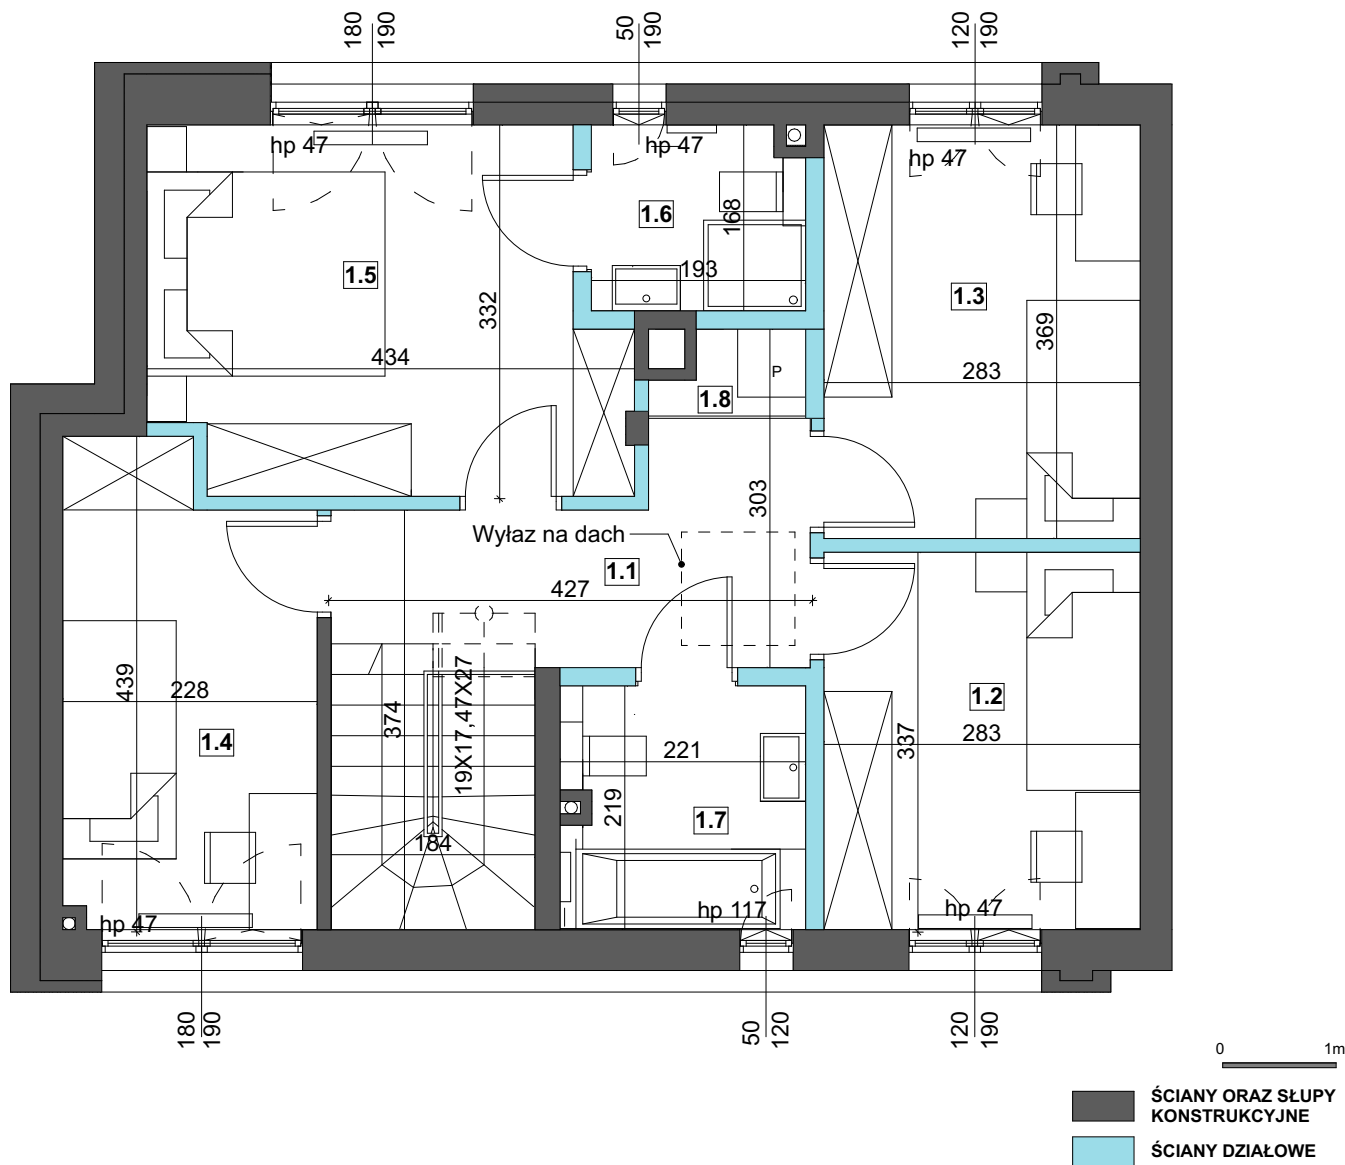 180
190
50
190
120
190
hp 47
hp 47
hp 47
1.6
168
193
1.5
332
434
1.3
369
283
P
1.8
303
Wyłaz na dach
1.1
427
439
228
1.4
374
19X17,47X27
184
221
219
1.7
1.2
283
337
hp 47
hp 117
hp 47
180
190
50
120
120
190
0 1m
ŚCIANY ORAZ SŁUPY
KONSTRUKCYJNE
ŚCIANY DZIAŁOWE